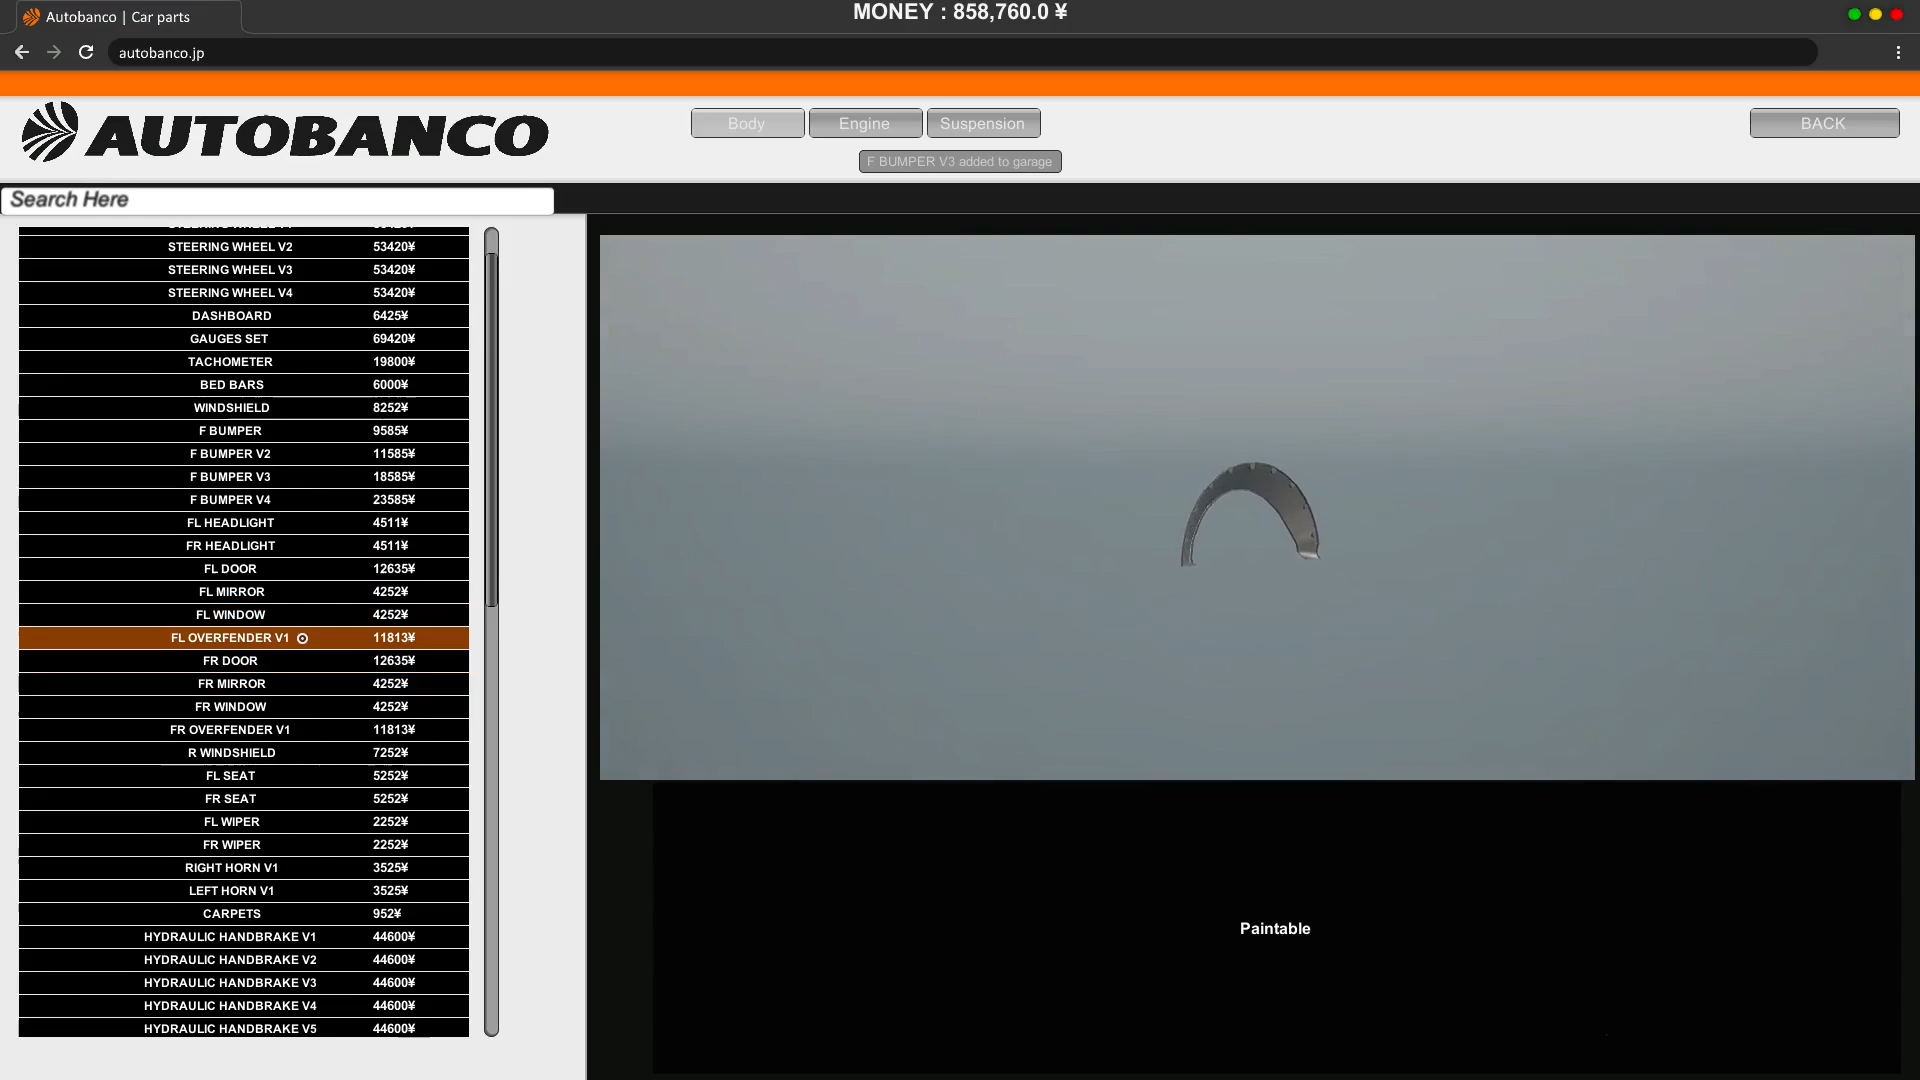 Autobanco | Car parts
MONEY : 858,760.0 ¥
autobanco.jp
AUTOBANCO
Body
Engine
Suspension
BACK
F BUMPER V3 added to garage
Search Here
STEERING WHEEL V2 53420¥
STEERING WHEEL V3 53420¥
STEERING WHEEL V4 53420¥
DASHBOARD 6425¥
GAUGES SET 69420¥
TACHOMETER 19800¥
BED BARS 6000¥
WINDSHIELD 8252¥
F BUMPER 9585¥
F BUMPER V2 11585¥
F BUMPER V3 18585¥
F BUMPER V4 23585¥
FL HEADLIGHT 4511¥
FR HEADLIGHT 4511¥
FL DOOR 12635¥
FL MIRROR 4252¥
FL WINDOW 4252¥
FL OVERFENDER V1 11813¥
FR DOOR 12635¥
FR MIRROR 4252¥
FR WINDOW 4252¥
FR OVERFENDER V1 11813¥
R WINDSHIELD 7252¥
FL SEAT 5252¥
FR SEAT 5252¥
FL WIPER 2252¥
FR WIPER 2252¥
RIGHT HORN V1 3525¥
LEFT HORN V1 3525¥
CARPETS 952¥
HYDRAULIC HANDBRAKE V1 44600¥
HYDRAULIC HANDBRAKE V2 44600¥
HYDRAULIC HANDBRAKE V3 44600¥
HYDRAULIC HANDBRAKE V4 44600¥
HYDRAULIC HANDBRAKE V5 44600¥
Paintable